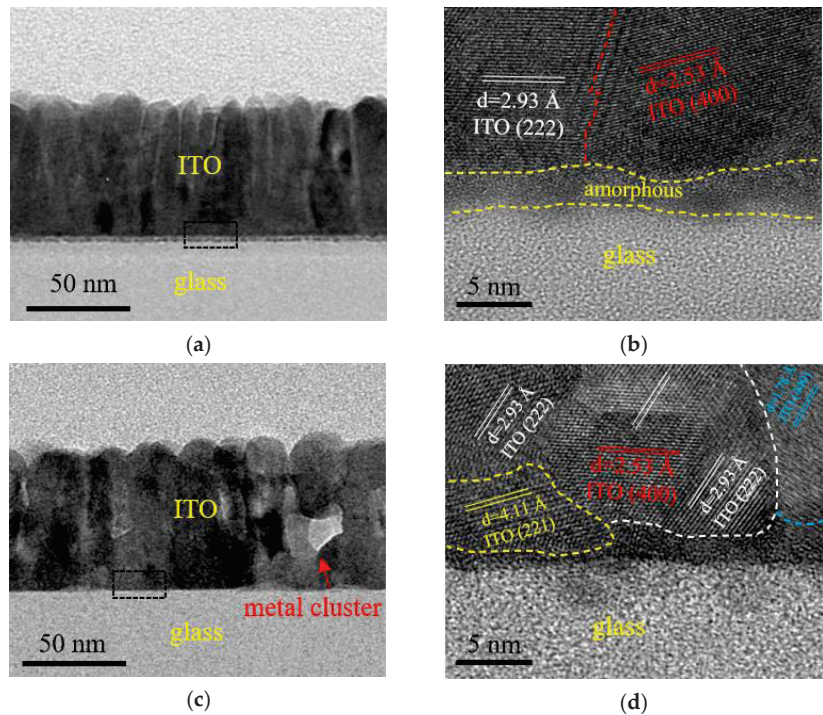 ITO
glass
50 nm
(a)
d=2.93 Å
ITO (222)
d=2.53 Å
ITO (400)
amorphous
glass
5 nm
(b)
ITO
metal cluster
glass
50 nm
(c)
d=2.93 Å
ITO (222)
d=2.53 Å
ITO (400)
d=2.93 Å
ITO (222)
d=4.11 Å
ITO (221)
ITO
glass
5 nm
(d)